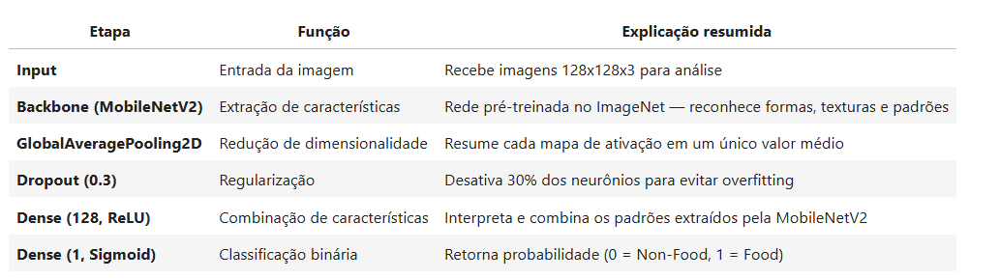 Etapa Função Explicação resumida
Input Entrada da imagem Recebe imagens 128x128x3 para análise
Backbone (MobileNetV2) Extração de características Rede pré-treinada no ImageNet — reconhece formas, texturas e padrões
GlobalAveragePooling2D Redução de dimensionalidade Resume cada mapa de ativação em um único valor médio
Dropout (0.3) Regularização Desativa 30% dos neurônios para evitar overfitting
Dense (128, ReLU) Combinação de características Interpreta e combina os padrões extraídos pela MobileNetV2
Dense (1, Sigmoid) Classificação binária Retorna probabilidade (0 = Non-Food, 1 = Food)